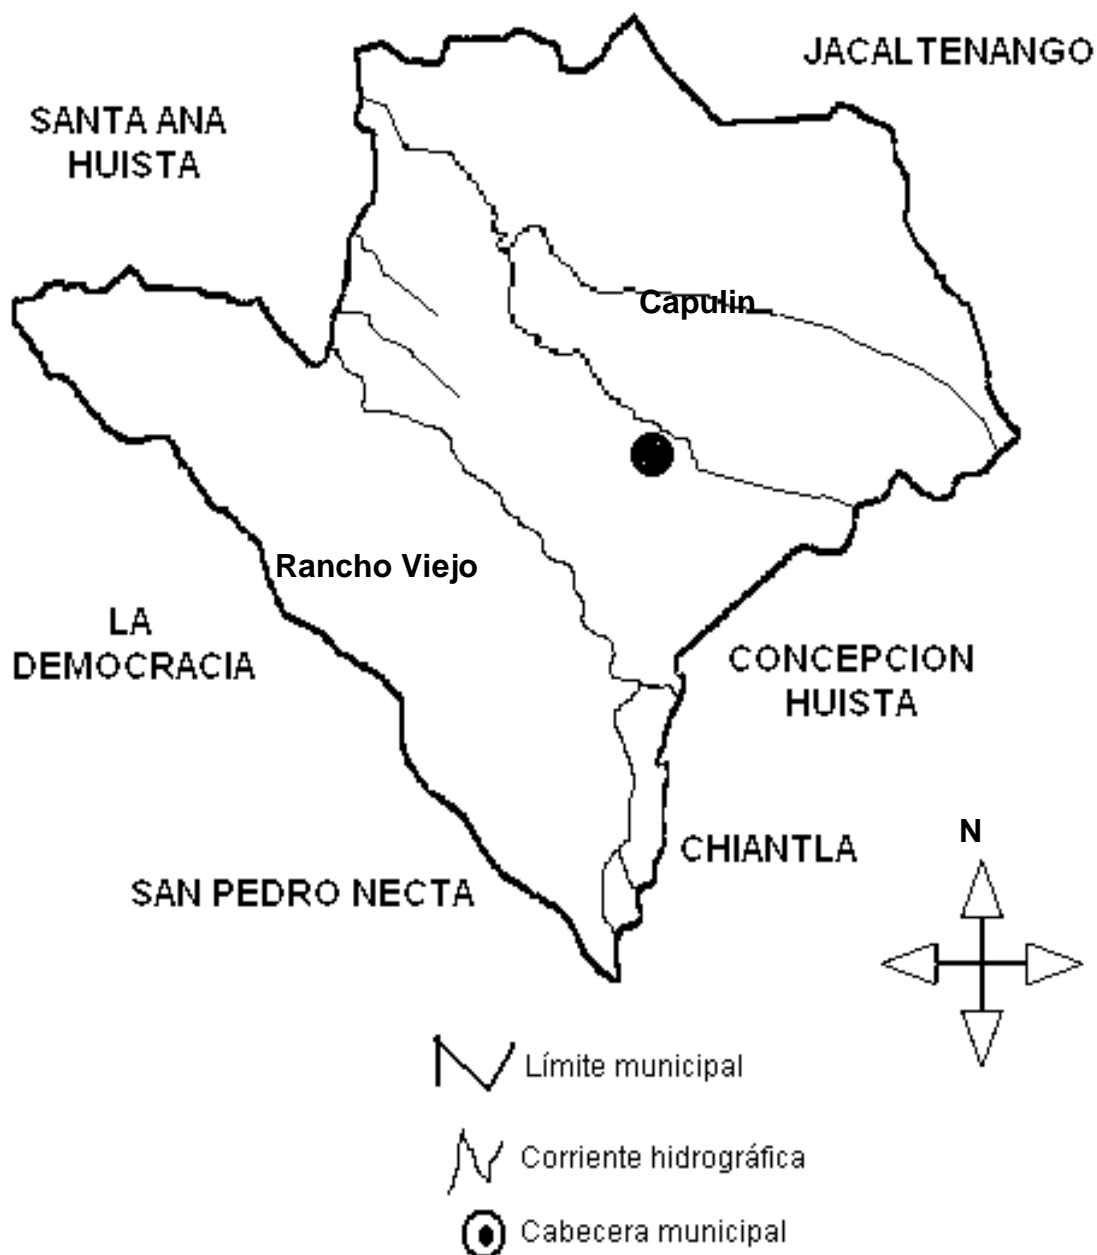 JACALTENANGO
SANTA ANA
HUISTA
Capulin
Rancho Viejo
LA
DEMOCRACIA
CONCEPCION
HUISTA
CHIANTLA
N
SAN PEDRO NECTA
Límite municipal
Corriente hidrográfica
Cabecera municipal